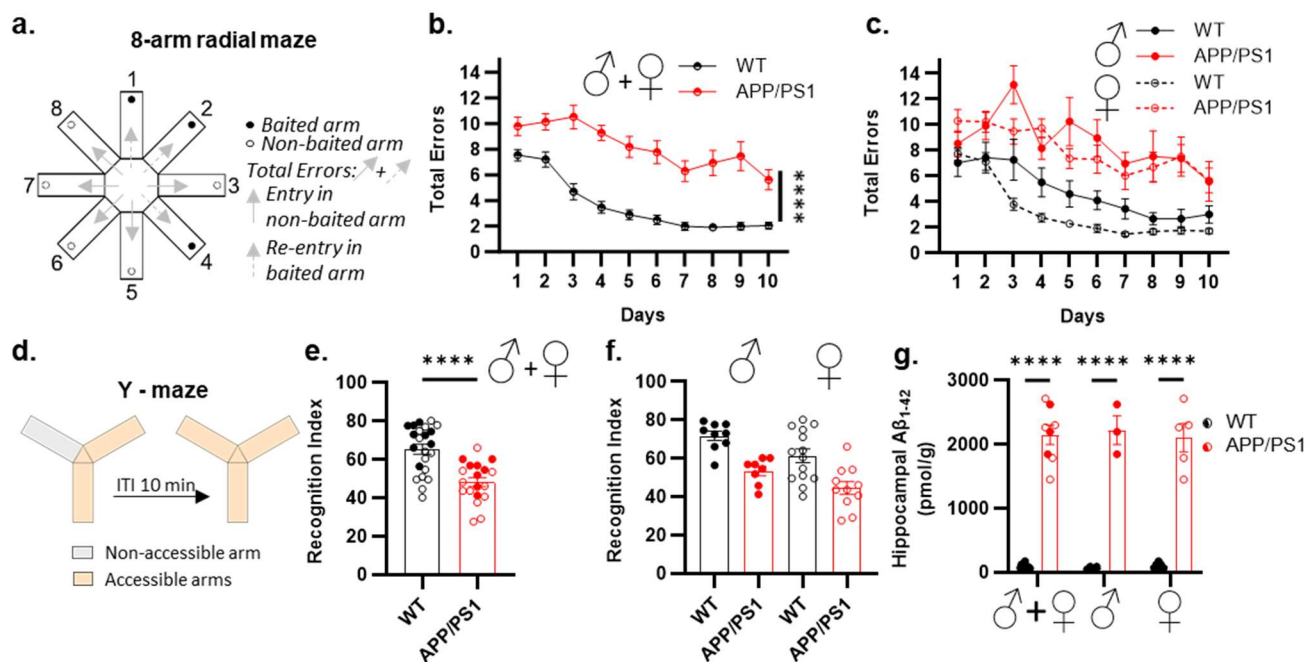 a.
8-arm radial maze
1
2
3
4
5
6
7
8
Baited arm
Non-baited arm
Total Errors: +
Entry in
non-baited arm
Re-entry in
baited arm
b.
♂ + ♀
WT
APP/PS1
Total Errors
14
12
10
8
6
4
2
0
1 2 3 4 5 6 7 8 9 10
Days
****
c.
♂
WT
APP/PS1
♀
WT
APP/PS1
Total Errors
14
12
10
8
6
4
2
0
1 2 3 4 5 6 7 8 9 10
Days
d.
Y - maze
ITI 10 min
Non-accessible arm
Accessible arms
e.
**** ♂ + ♀
Recognition Index
100
80
60
40
20
0
WT
APP/PS1
f.
♂ ♀
Recognition Index
100
80
60
40
20
0
WT
APP/PS1
WT
APP/PS1
g.
**** **** ****
Hippocampal Aβ1-42
(pmol/g)
3000
2000
1000
0
WT
APP/PS1
♂ + ♀ ♂ ♀